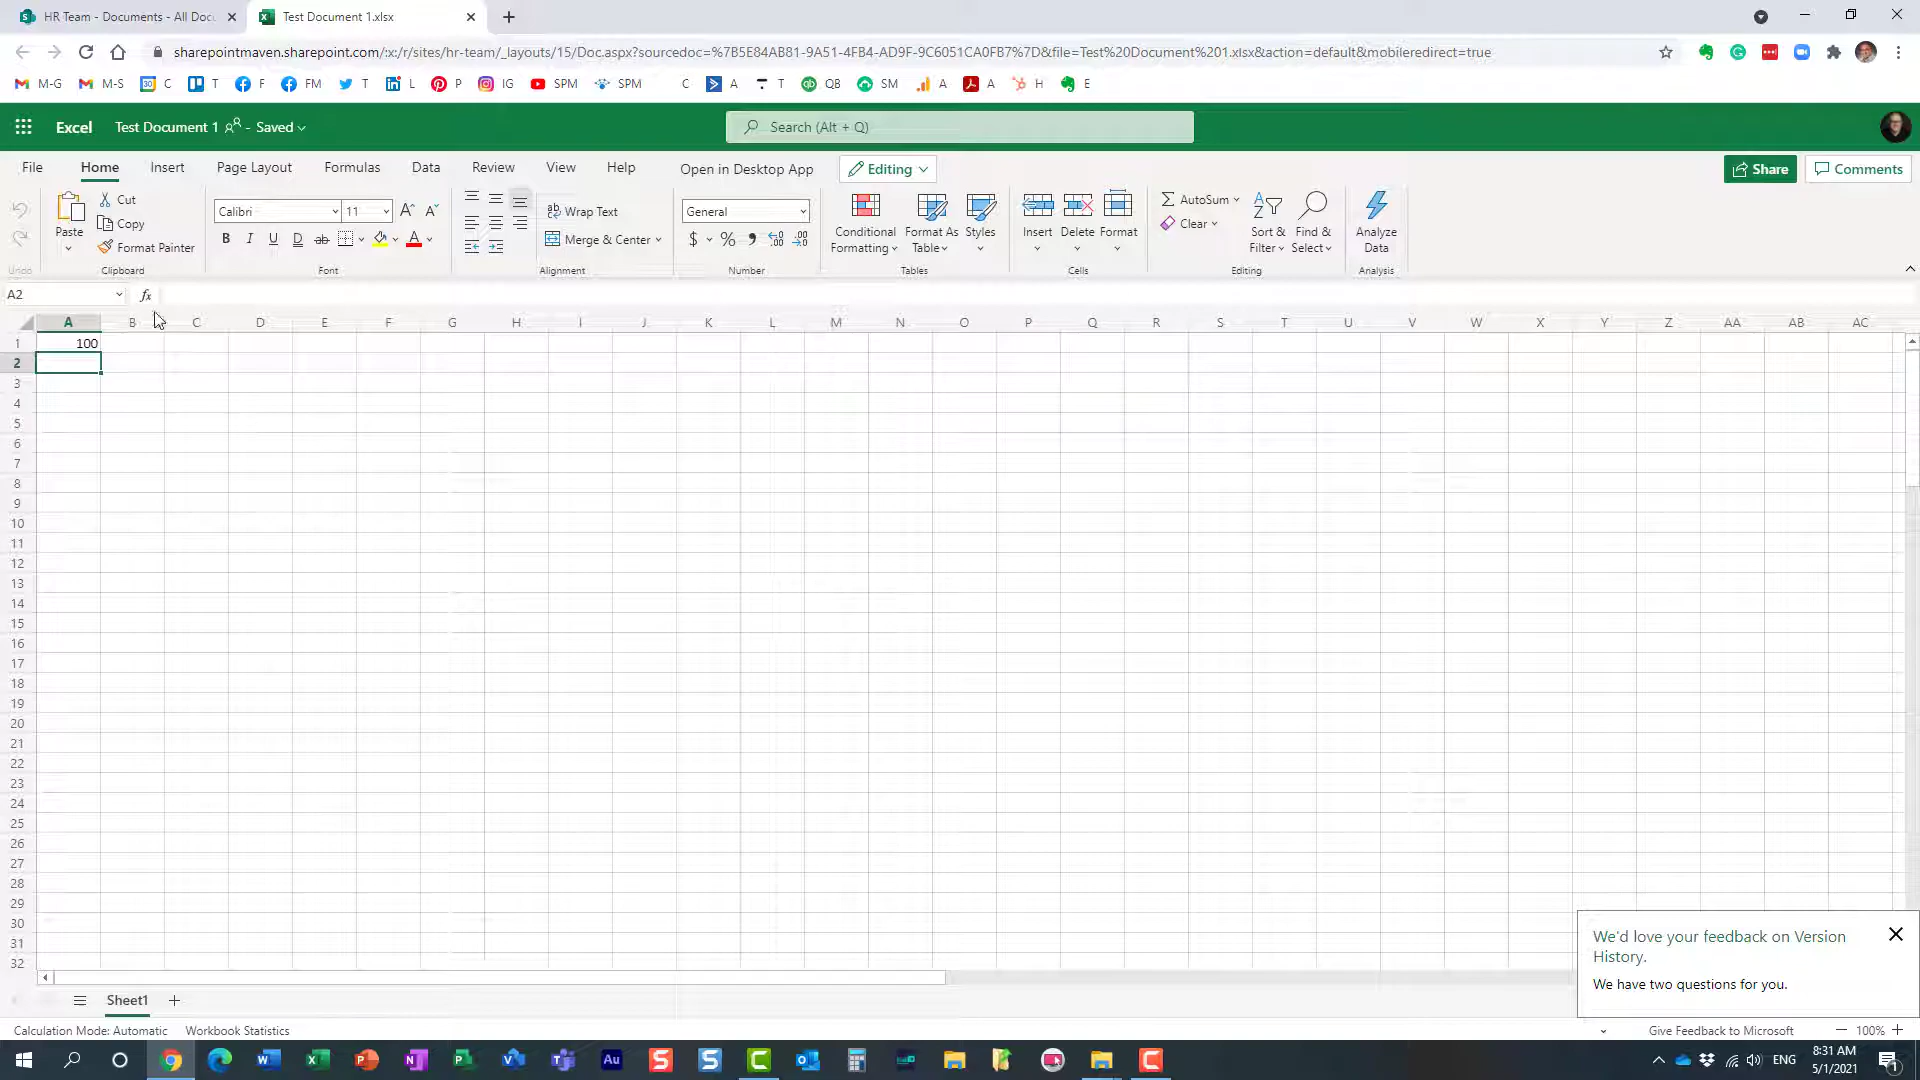 HR Team - Documents - All Doc
Test Document 1.xlsx
sharepointmaven.sharepoint.com/:x:/r/sites/hr-team/_layouts/15/Doc.aspx?sourcedoc=%7B5E84AB81-9A51-4FB4-AD9F-9C6051CA0FB7%7D&file=Test%20Document%201.xlsx&action=default&mobileredirect=true
M-G M-S C T F FM T L P IG SPM SPM C A T QB SM A A H E
Excel Test Document 1 - Saved Search (Alt + Q)
File Home Insert Page Layout Formulas Data Review View Help Open in Desktop App Editing Share Comments
Paste Cut Calibri 11 Wrap Text General Conditional Formatting Format As Table Styles Insert Delete Format AutoSum Sort & Filter Find & Select Analyze Data
Copy Clear
Format Painter B I U D ab A Merge & Center $ % .00
Undo Clipboard Font Alignment Number Tables Cells Editing Analysis
A2 fx
A B C D E F G H I J K L M N O P Q R S T U V W X Y Z AA AB AC
1 100
2
3
4
5
6
7
8
9
10
11
12
13
14
15
16
17
18
19
20
21
22
23
24
25
26
27
28
29
30
31
32
We'd love your feedback on Version
History.
We have two questions for you.
Sheet1
Calculation Mode: Automatic Workbook Statistics Give Feedback to Microsoft 100%
ENG 8:31 AM
5/1/2021